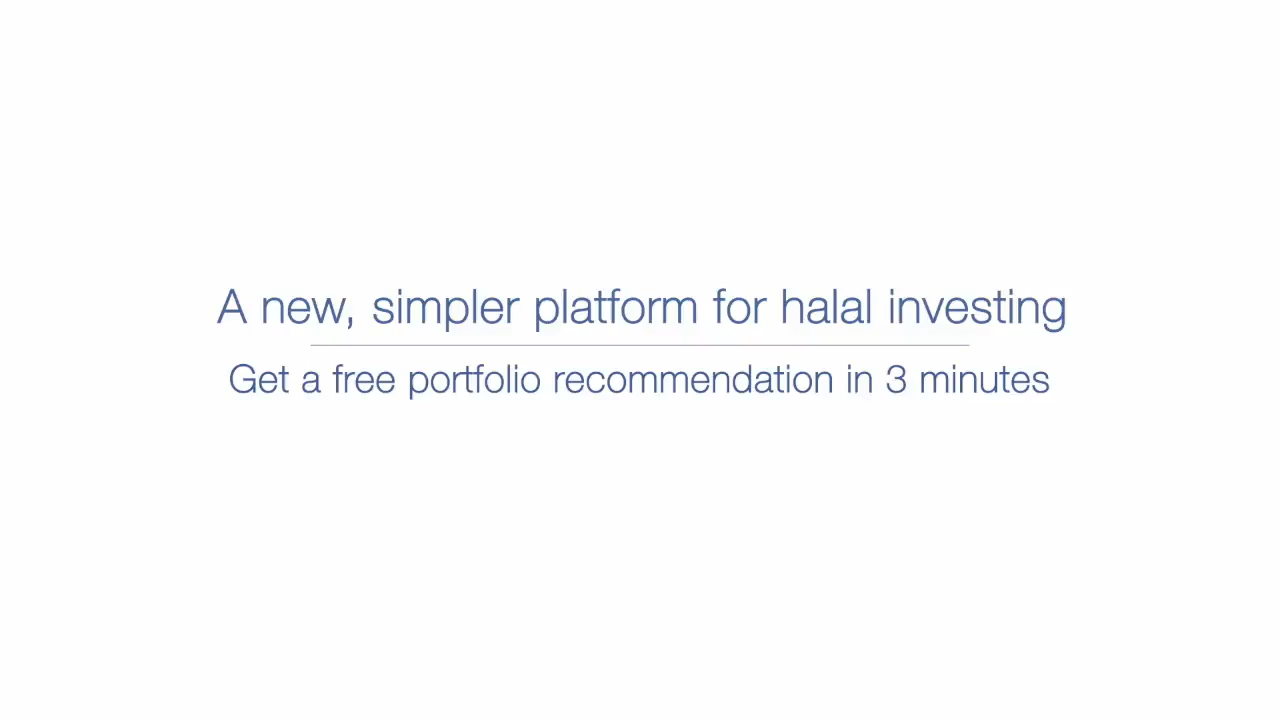 A new, simpler platform for halal investing
Get a free portfolio recommendation in 3 minutes